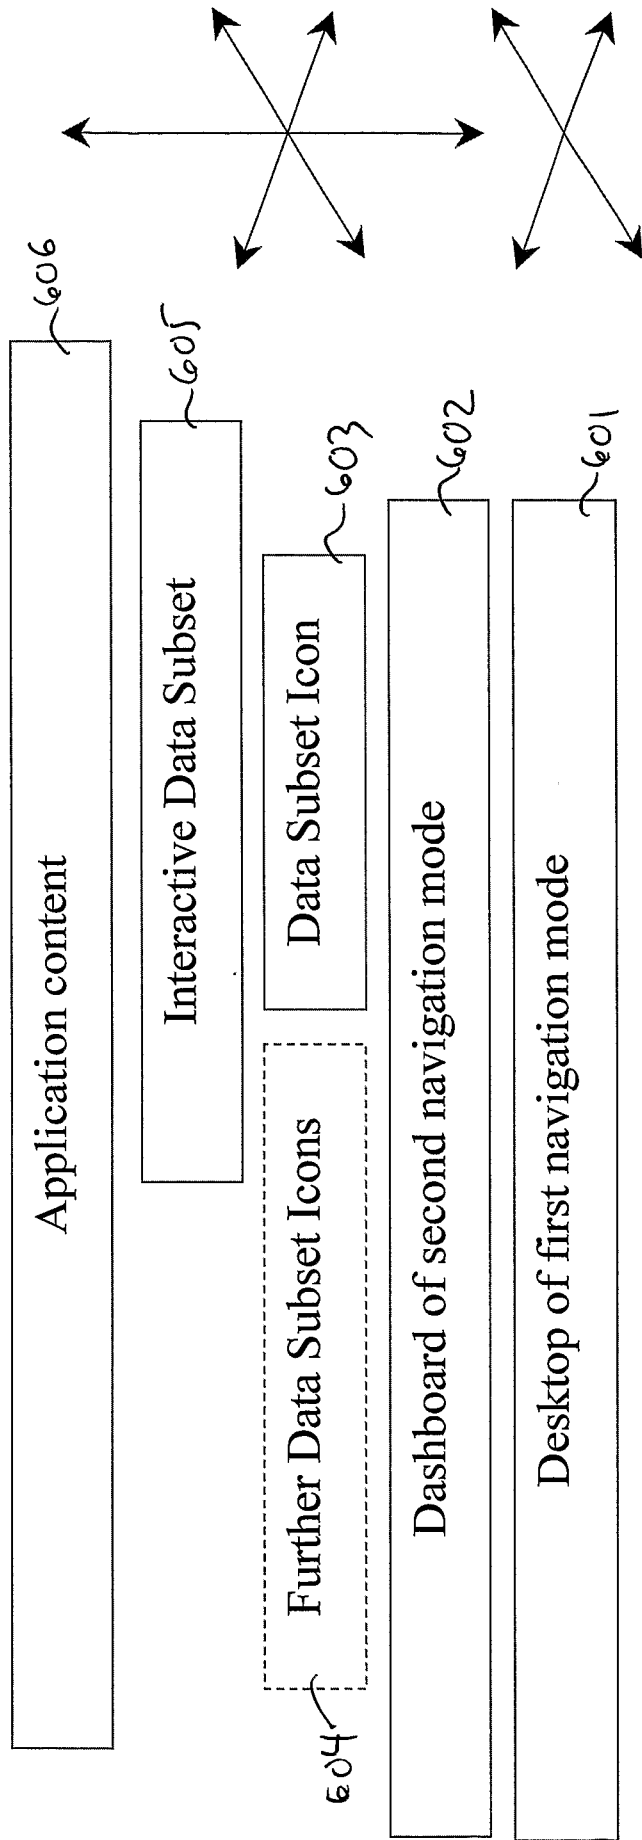 Application content
606
Interactive Data Subset
605
Further Data Subset Icons
604
Data Subset Icon
603
Dashboard of second navigation mode
602
Desktop of first navigation mode
601